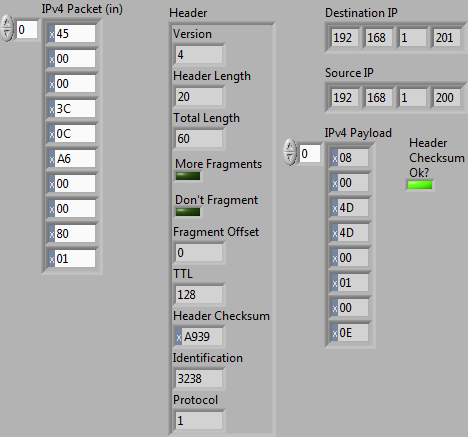 IPv4 Packet (in)
0
x 45
x 00
x 00
x 3C
x 0C
x A6
x 00
x 00
x 80
x 01
Header
Version
4
Header Length
20
Total Length
60
More Fragments
Don't Fragment
Fragment Offset
0
TTL
128
Header Checksum
x A939
Identification
3238
Protocol
1
Destination IP
192 168 1 201
Source IP
192 168 1 200
IPv4 Payload
0
x 08
x 00
x 4D
x 4D
x 00
x 01
x 00
x 0E
Header
Checksum
Ok?